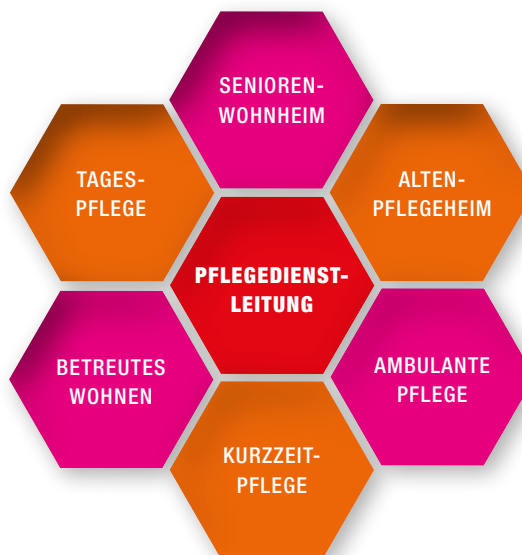 SENIOREN-
WOHNHEIM
TAGES-
PFLEGE
ALTEN-
PFLEGEHEIM
PFLEGEDIENST-
LEITUNG
BETREUTES
WOHNEN
AMBULANTE
PFLEGE
KURZZEIT-
PFLEGE